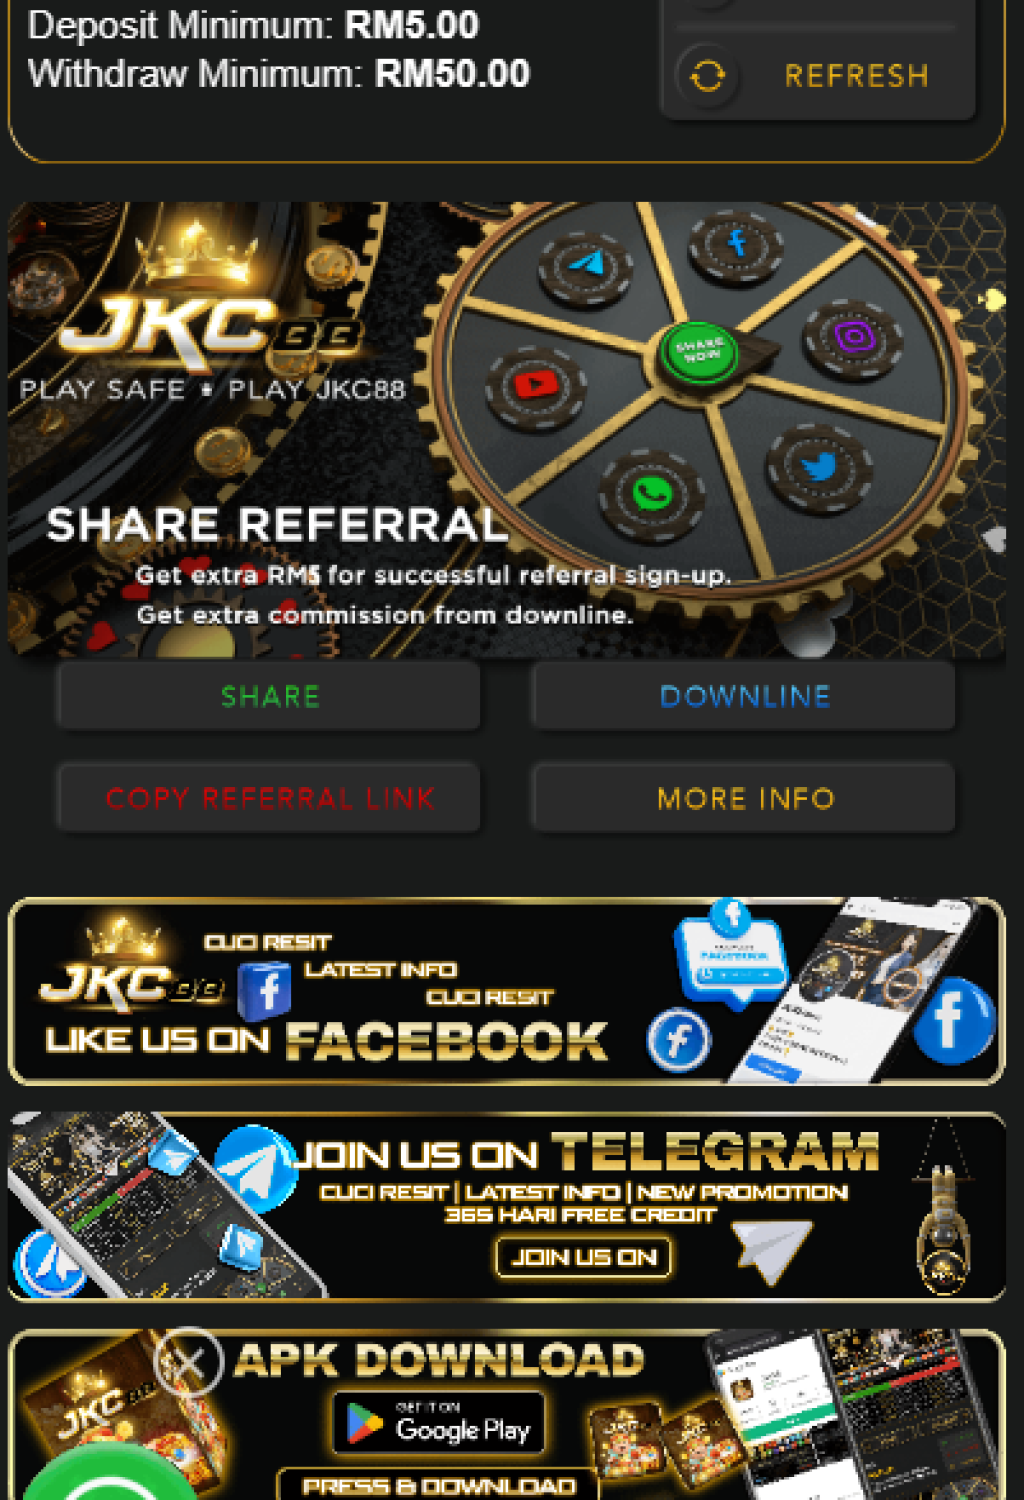 Deposit Minimum: RM5.00
Withdraw Minimum: RM50.00
REFRESH
JKC88
PLAY SAFE PLAY JKC88
SHARE NOW
SHARE REFERRAL
Get extra RM5 for successful referral sign-up.
Get extra commission from downline.
SHARE
DOWNLINE
COPY REFERRAL LINK
MORE INFO
JKC88
CUCI RESIT
LATEST INFO
CUCI RESIT
LIKE US ON FACEBOOK
FACEBOOK
JOIN US ON TELEGRAM
CUCI RESIT | LATEST INFO | NEW PROMOTION
365 HARI FREE CREDIT
JOIN US ON
APK DOWNLOAD
JKC88
GET IT ON
Google Play
PRESS & DOWNLOAD